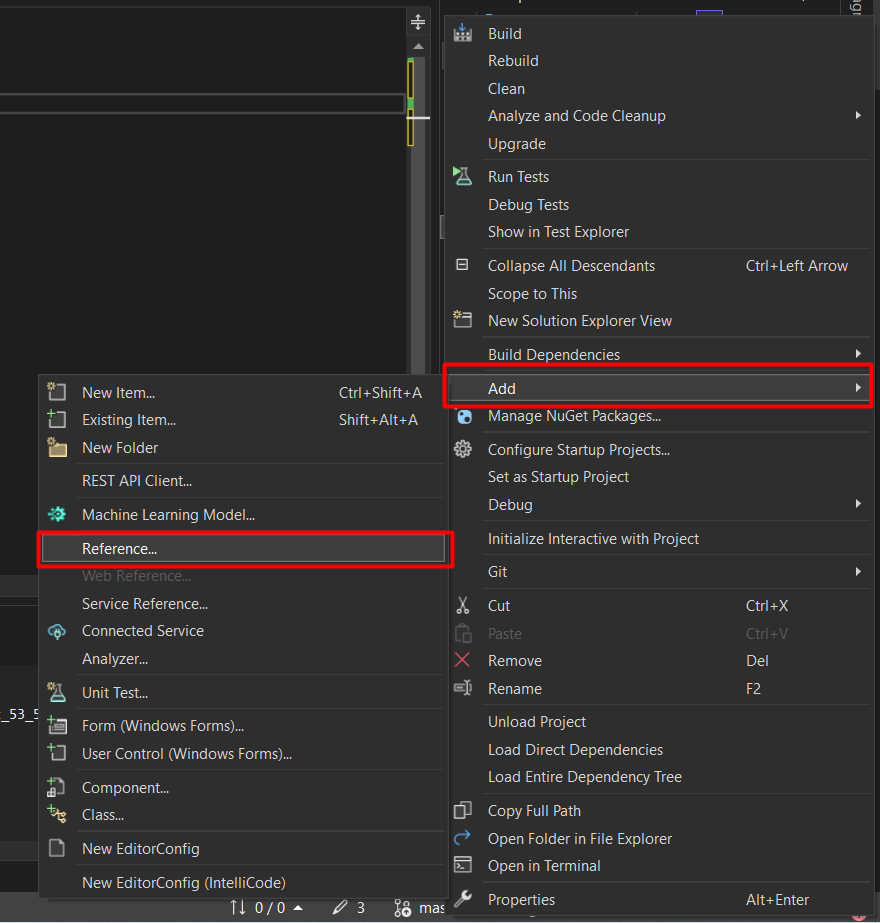 Build
Rebuild
Clean
Analyze and Code Cleanup
Upgrade
Run Tests
Debug Tests
Show in Test Explorer
Collapse All Descendants Ctrl+Left Arrow
Scope to This
New Solution Explorer View
Build Dependencies
Add
Manage NuGet Packages...
Configure Startup Projects...
Set as Startup Project
Debug
Initialize Interactive with Project
Git
Cut Ctrl+X
Paste Ctrl+V
Remove Del
Rename F2
Unload Project
Load Direct Dependencies
Load Entire Dependency Tree
Copy Full Path
Open Folder in File Explorer
Open in Terminal
Properties Alt+Enter
New Item... Ctrl+Shift+A
Existing Item... Shift+Alt+A
New Folder
REST API Client...
Machine Learning Model...
Reference...
Web Reference...
Service Reference...
Connected Service
Analyzer...
Unit Test...
Form (Windows Forms)...
User Control (Windows Forms)...
Component...
Class...
New EditorConfig
New EditorConfig (IntelliCode)
_53_5
0 / 0 3 mas